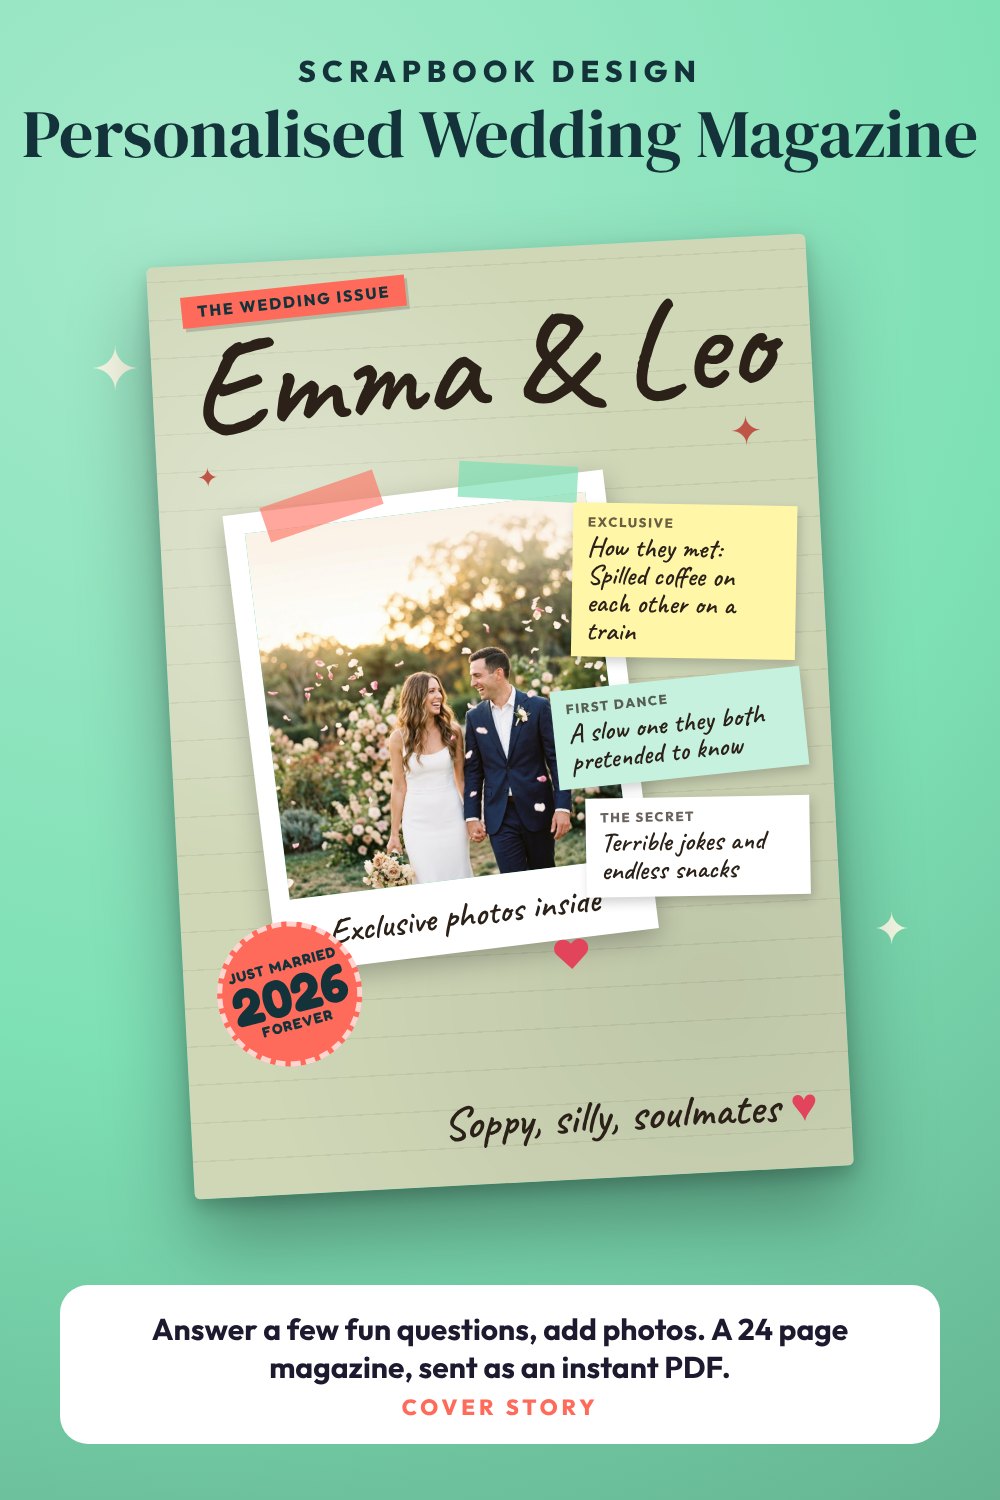 SCRAPBOOK DESIGN
Personalised Wedding Magazine
THE WEDDING ISSUE
Emma & Leo
EXCLUSIVE
How they met:
Spilled coffee on
each other on a
train
FIRST DANCE
A slow one they both
pretended to know
THE SECRET
Terrible jokes and
endless snacks
Exclusive photos inside
JUST MARRIED
2026
FOREVER
Soppy, silly, soulmates ♥
Answer a few fun questions, add photos. A 24 page
magazine, sent as an instant PDF.
COVER STORY